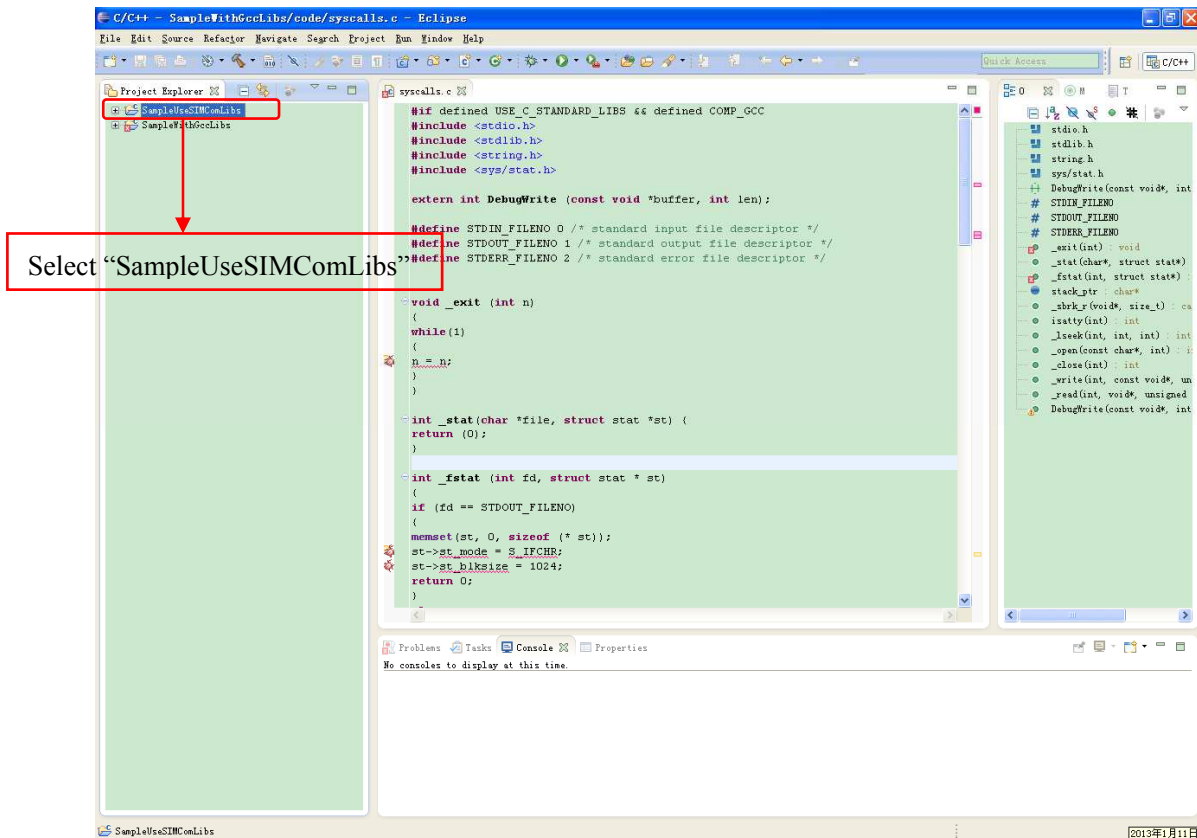 C/C++ - SampleWithGccLibs/code/syscalls.c - Eclipse
File Edit Source Refactor Navigate Search Project Run Window Help
Quick Access
C/C++
Project Explorer
SampleUseSIMComLibs
SampleWithGccLibs
Select “SampleUseSIMComLibs”
syscalls.c
#if defined USE_C_STANDARD_LIBS && defined COMP_GCC
#include <stdio.h>
#include <stdlib.h>
#include <string.h>
#include <sys/stat.h>
extern int DebugWrite (const void *buffer, int len);
#define STDIN_FILENO 0 /* standard input file descriptor */
#define STDOUT_FILENO 1 /* standard output file descriptor */
#define STDERR_FILENO 2 /* standard error file descriptor */
void _exit (int n)
{
while(1)
{
n = n;
}
}
int _stat(char *file, struct stat *st) {
return (0);
}
int _fstat (int fd, struct stat * st)
{
if (fd == STDOUT_FILENO)
{
memset(st, 0, sizeof (* st));
st->st_mode = S_IFCHR;
st->st_blksize = 1024;
return 0;
}
O
M
T
stdio.h
stdlib.h
string.h
sys/stat.h
DebugWrite(const void*, int
STDIN_FILENO
STDOUT_FILENO
STDERR_FILENO
_exit(int) : void
_stat(char*, struct stat*)
_fstat(int, struct stat*) :
stack_ptr : char*
_sbrk_r(void*, size_t) : ca
isatty(int) : int
_lseek(int, int, int) : int
_open(const char*, int) : i
_close(int) : int
_write(int, const void*, un
_read(int, void*, unsigned
DebugWrite(const void*, int
Problems Tasks Console Properties
No consoles to display at this time.
SampleUseSIMComLibs
2013年1月11日